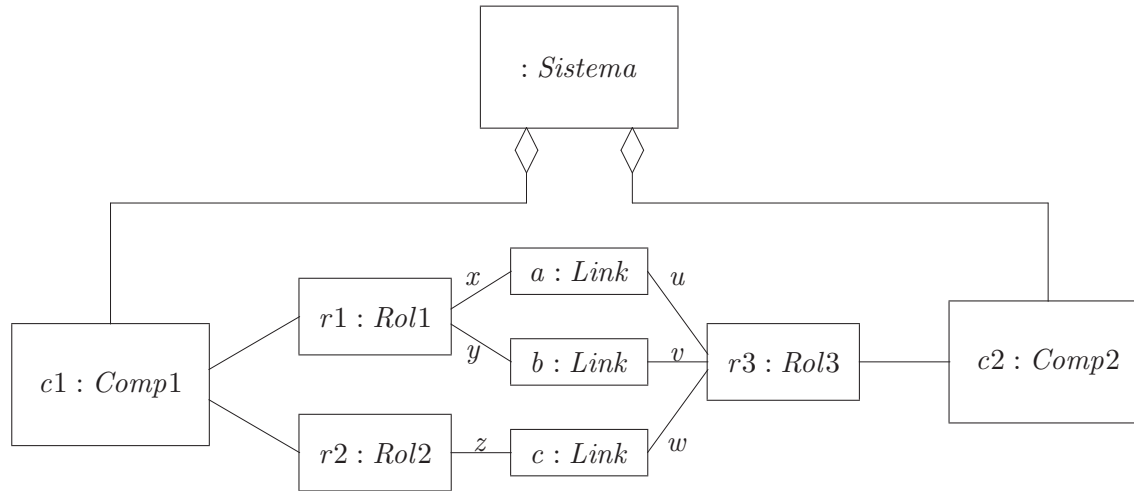 : Sistema
x
a : Link
u
r1 : Rol1
c1 : Comp1
y
b : Link
v
r3 : Rol3
c2 : Comp2
r2 : Rol2
z
c : Link
w